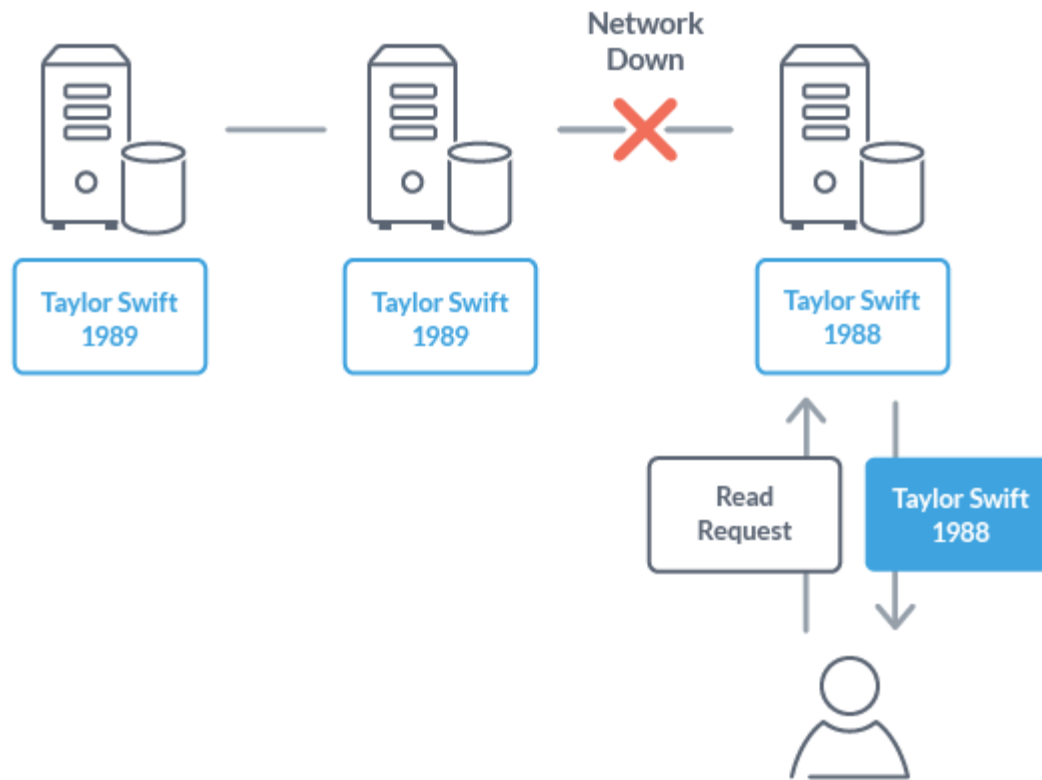 Network
Down
Taylor Swift
1989
Taylor Swift
1989
Taylor Swift
1988
Read
Request
Taylor Swift
1988